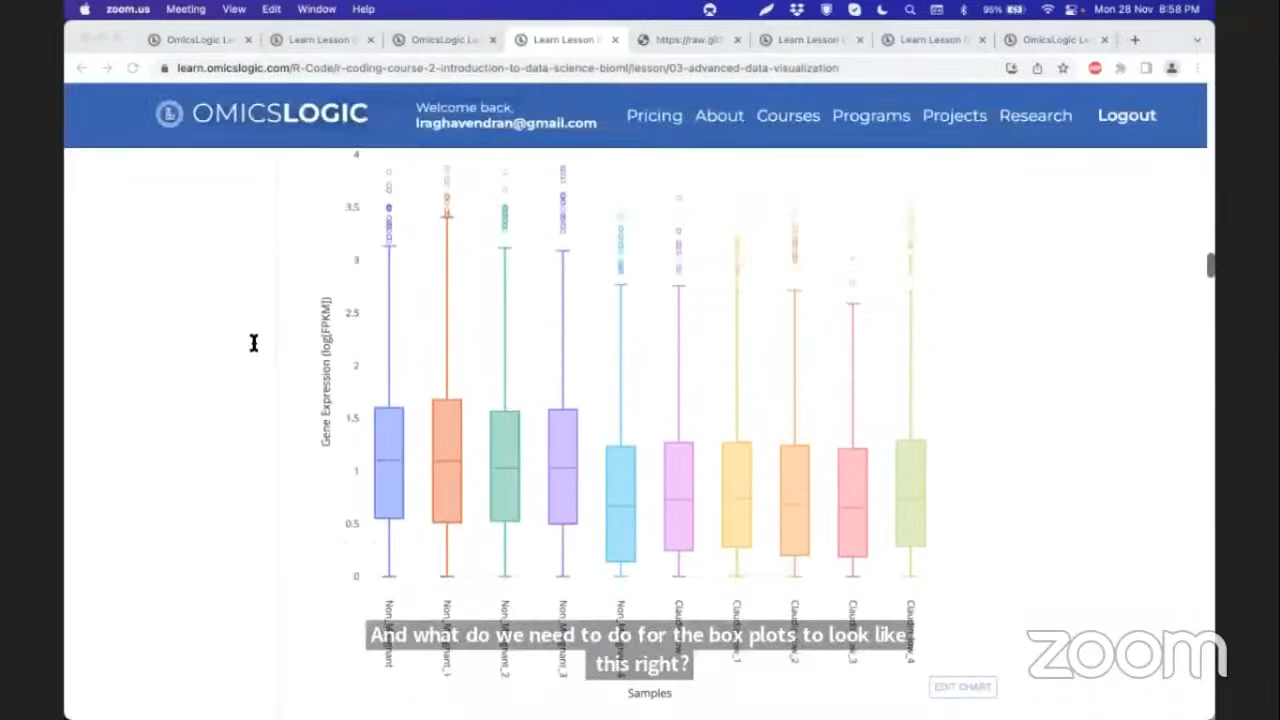 zoom.us Meeting View Edit Window Help 95% Mon 28 Nov 8:58 PM
OmicsLogic Le Learn Lesson OmicsLogic Le Learn Lesson https://raw.git Learn Lesson Learn Lesson OmicsLogic Le
learn.omicslogic.com/R-Code/r-coding-course-2-introduction-to-data-science-bioml/lesson/03-advanced-data-visualization
OMICSLOGIC
Welcome back,
lraghavendran@gmail.com
Pricing About Courses Programs Projects Research Logout
4
3.5
3
2.5
2
1.5
1
0.5
0
Gene Expression (log[FPKM])
And what do we need to do for the box plots to look like
this right?
Samples
EDIT CHART
zoom